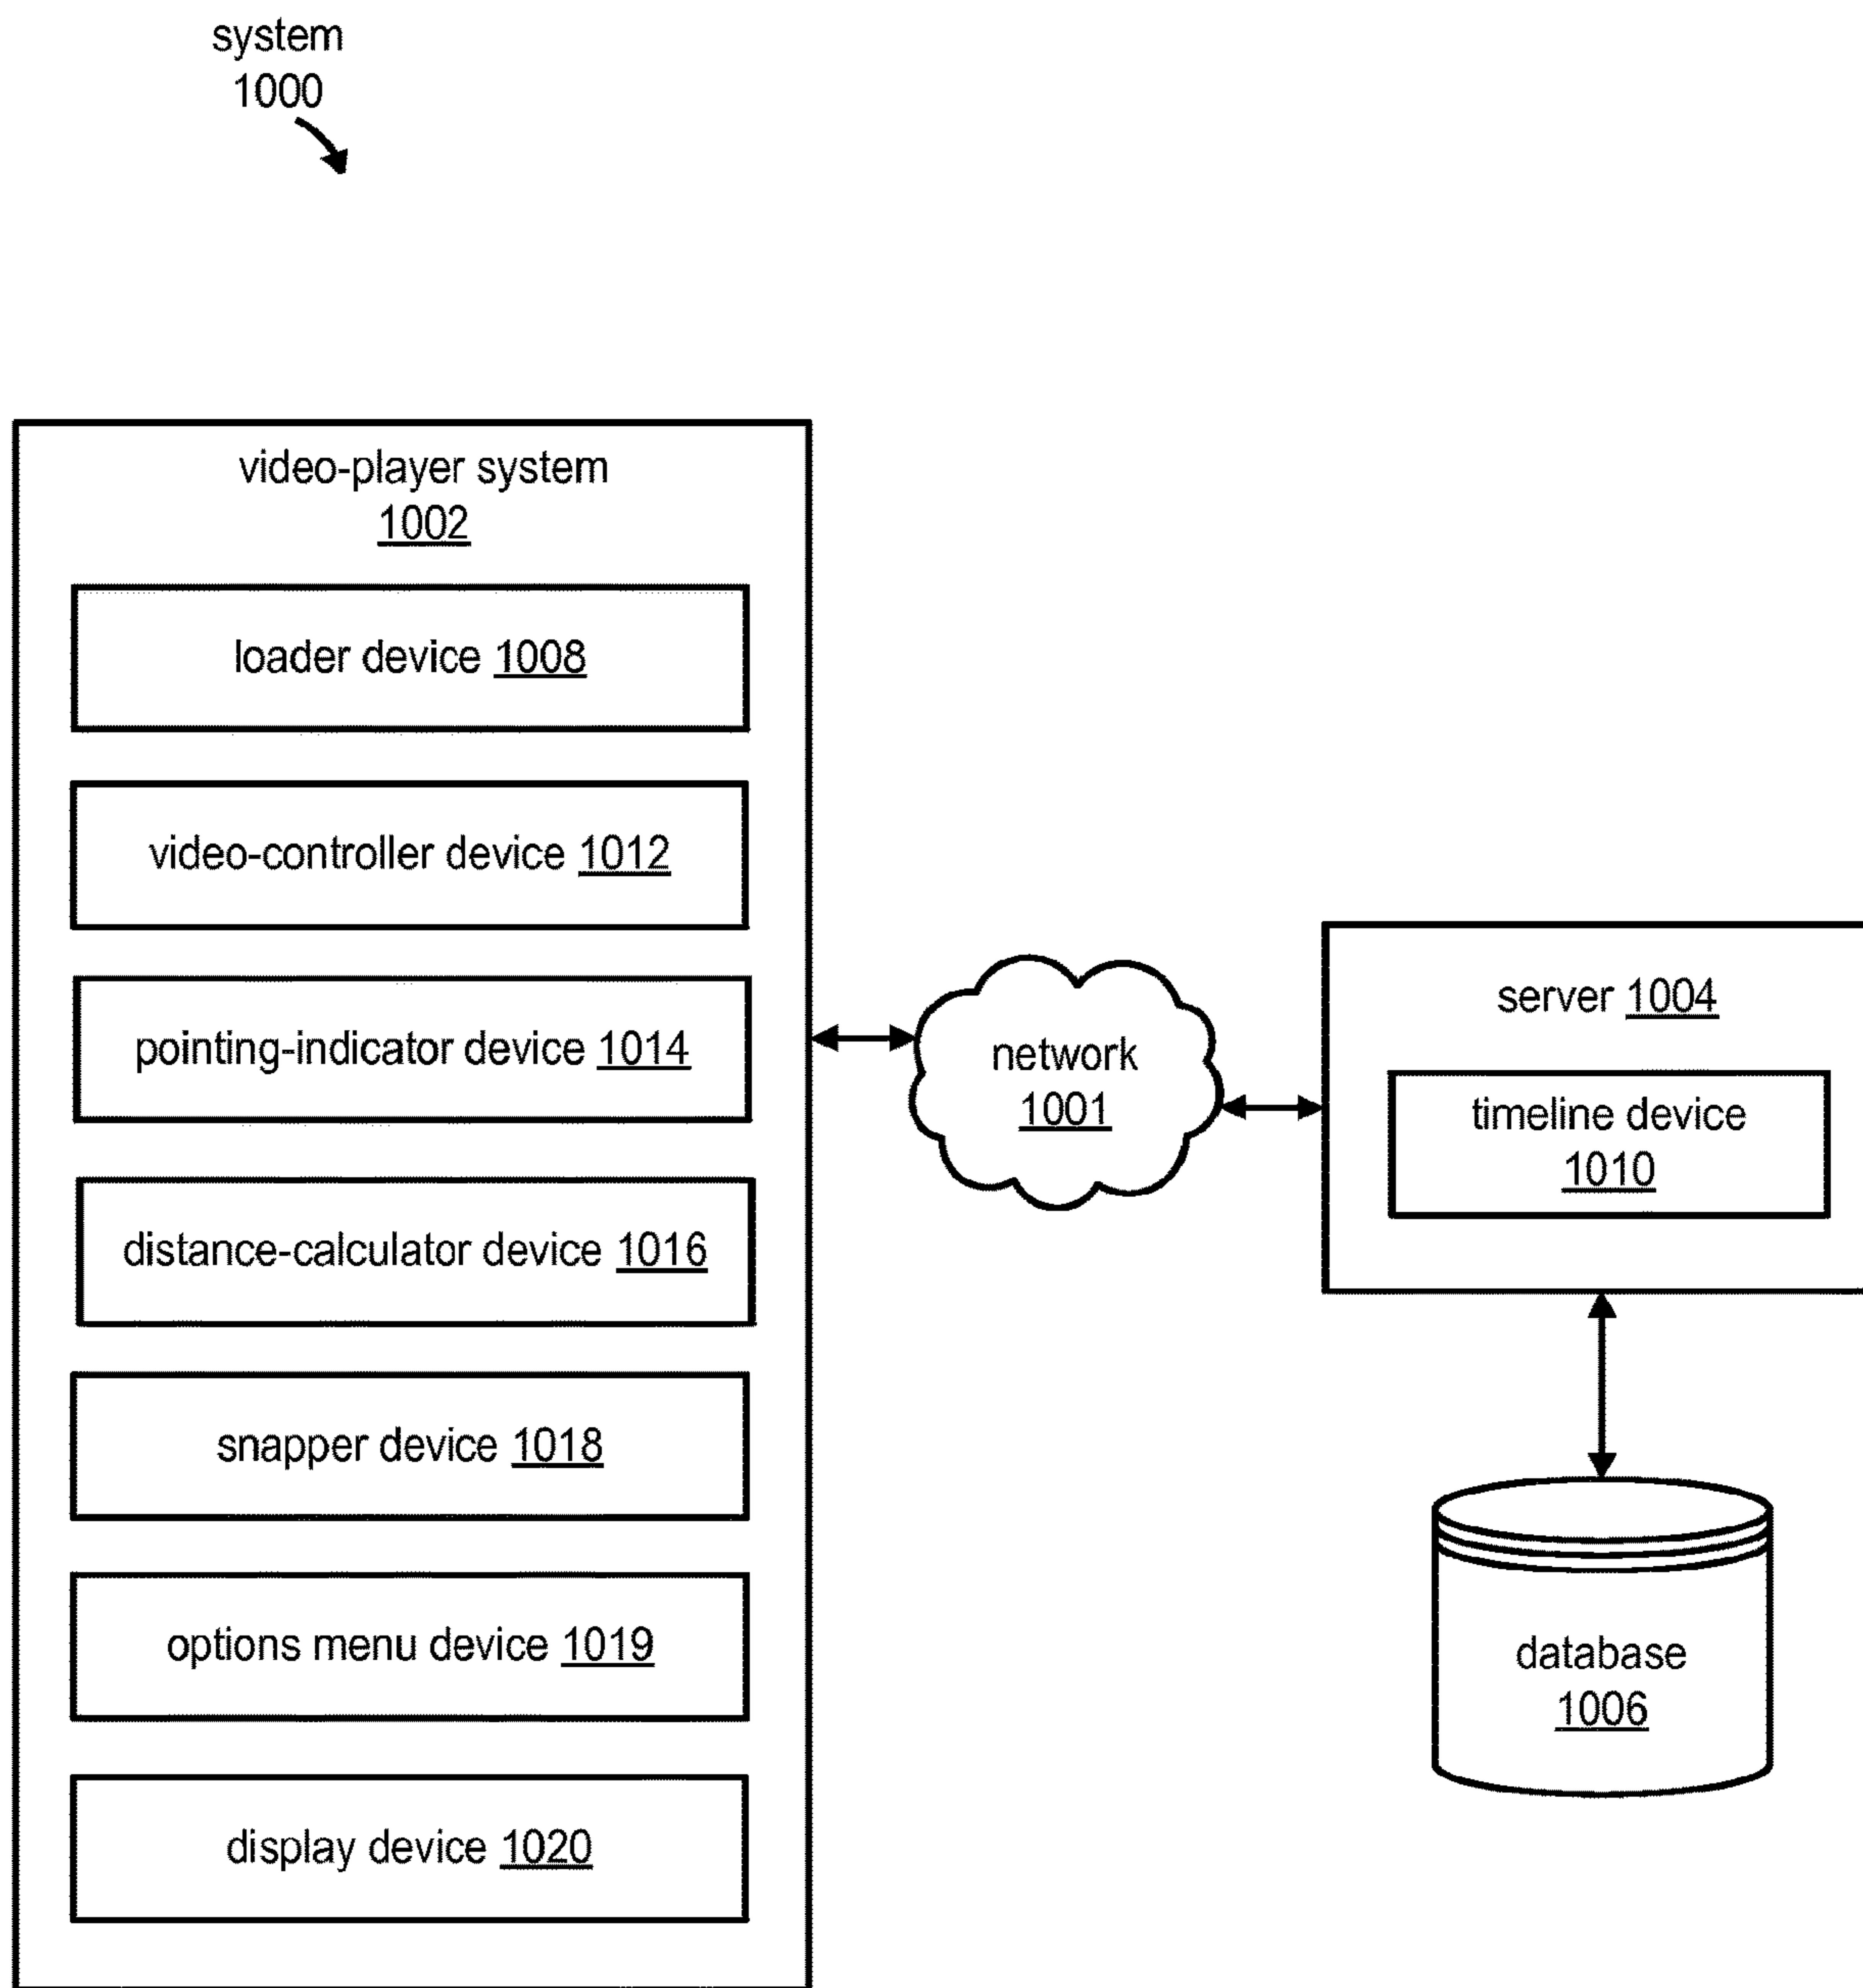 system
1000
video-player system
1002
loader device 1008
video-controller device 1012
pointing-indicator device 1014
distance-calculator device 1016
snapper device 1018
options menu device 1019
display device 1020
network
1001
server 1004
timeline device
1010
database
1006